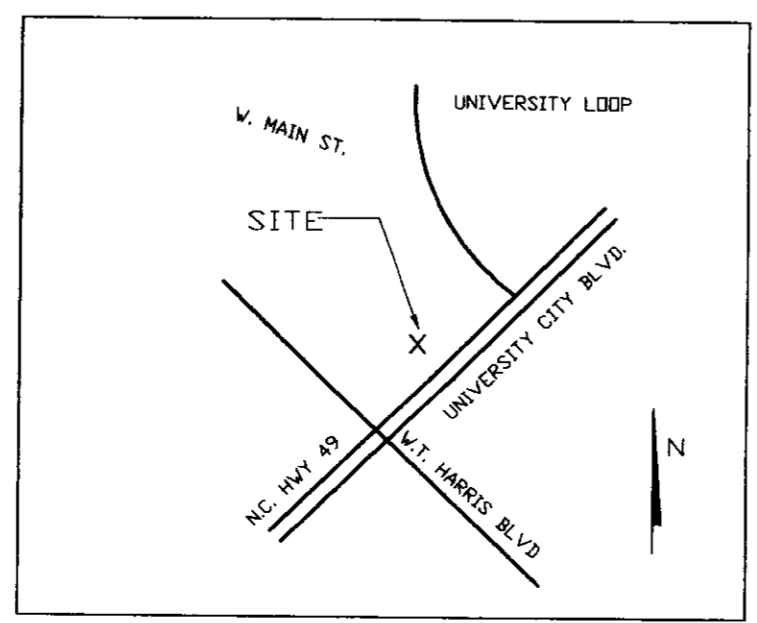 UNIVERSITY LOOP
W. MAIN ST.
SITE
X
UNIVERSITY CITY BLVD.
N.C. HWY 49
W.T. HARRIS BLVD
N